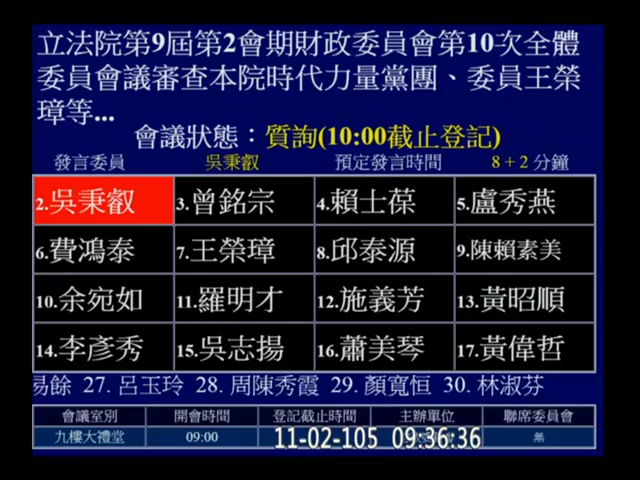 立法院第9屆第2會期財政委員會第10次全體
委員會議審查本院時代力量黨團、委員王榮
璋等...
會議狀態：質詢(10:00截止登記)
發言委員 吳秉叡 預定發言時間 8 + 2 分鐘
2.吳秉叡 3.曾銘宗 4.賴士葆 5.盧秀燕
6.費鴻泰 7.王榮璋 8.邱泰源 9.陳賴素美
10.余宛如 11.羅明才 12.施義芳 13.黃昭順
14.李彥秀 15.吳志揚 16.蕭美琴 17.黃偉哲
易餘 27. 呂玉玲 28. 周陳秀霞 29. 顏寬恒 30. 林淑芬
會議室別 開會時間 登記截止時間 主辦單位 聯席委員會
九樓大禮堂 09:00 無
11-02-105 09:36:36